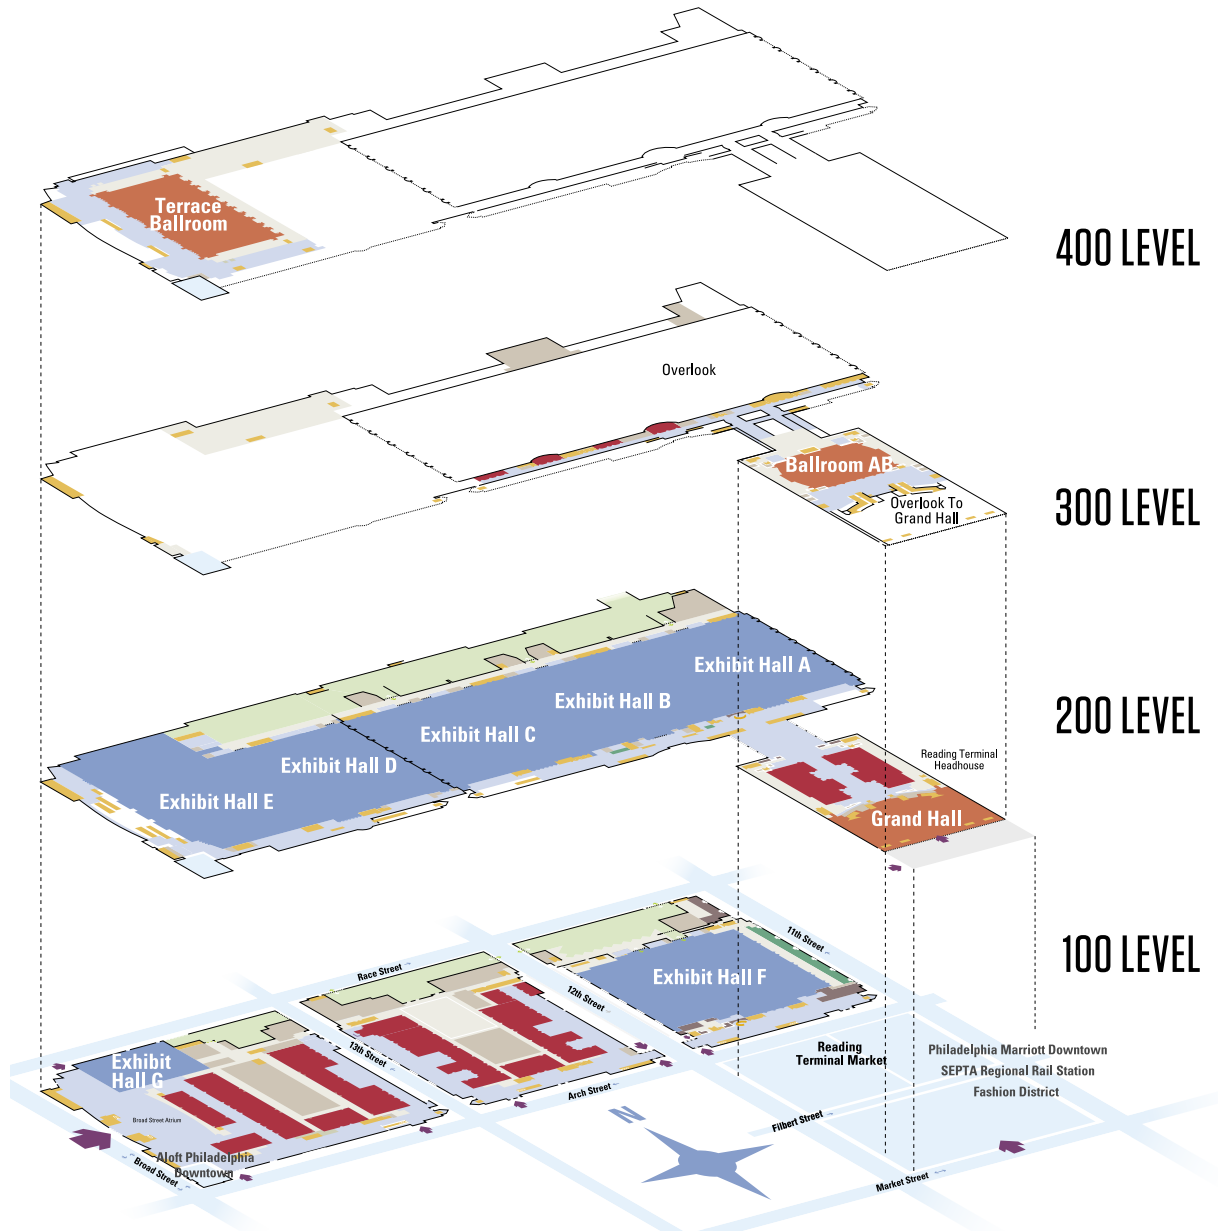 Terrace
Ballroom
400 LEVEL
Overlook
Ballroom AB
Overlook To
Grand Hall
300 LEVEL
Exhibit Hall A
Exhibit Hall B
Exhibit Hall C
Exhibit Hall D
Exhibit Hall E
200 LEVEL
Reading Terminal
Headhouse
Grand Hall
100 LEVEL
11th Street
Race Street
Exhibit Hall F
12th Street
13th Street
Reading
Terminal Market
Philadelphia Marriott Downtown
SEPTA Regional Rail Station
Fashion District
Exhibit
Hall G
Arch Street
N
Filbert Street
Broad Street Atrium
Aloft Philadelphia
Downtown
Broad Street
Market Street